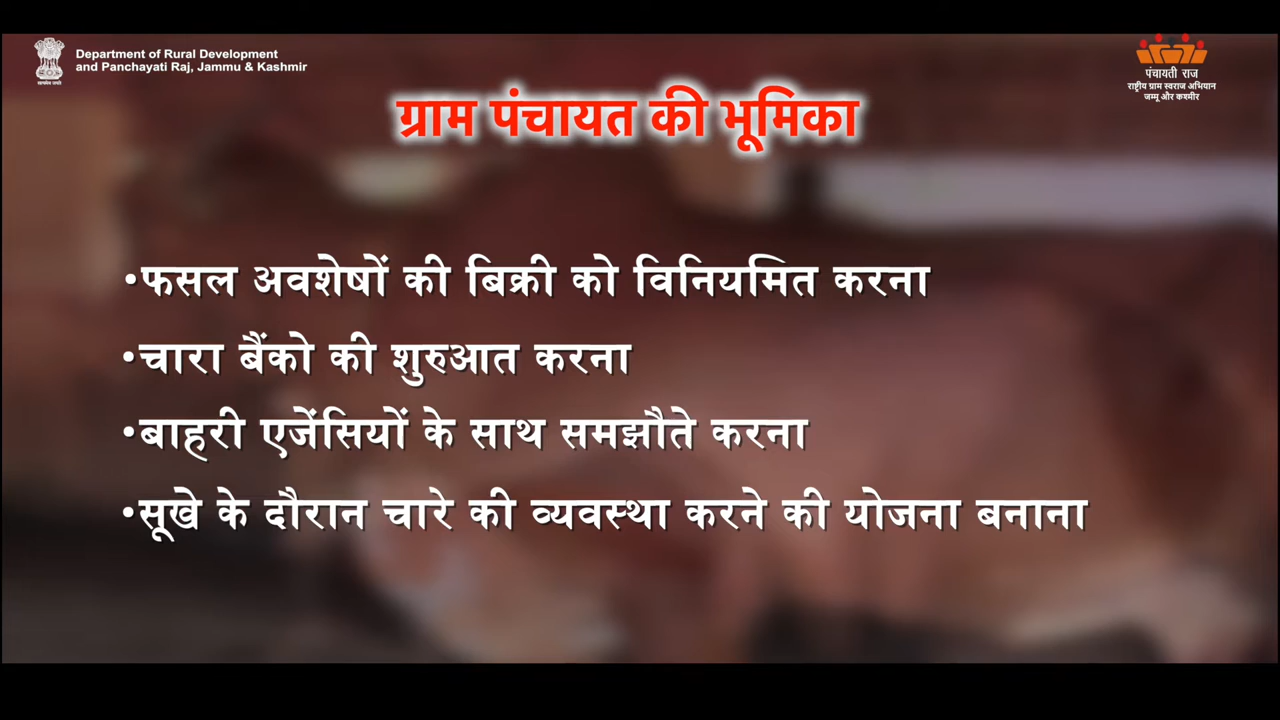 Department of Rural Development
and Panchayati Raj, Jammu & Kashmir
पंचायती राज
राष्ट्रीय ग्राम स्वराज अभियान
जम्मू और कश्मीर
ग्राम पंचायत की भूमिका
•फसल अवशेषों की बिक्री को विनियमित करना
•चारा बैंको की शुरुआत करना
•बाहरी एजेंसियों के साथ समझौते करना
•सूखे के दौरान चारे की व्यवस्था करने की योजना बनाना